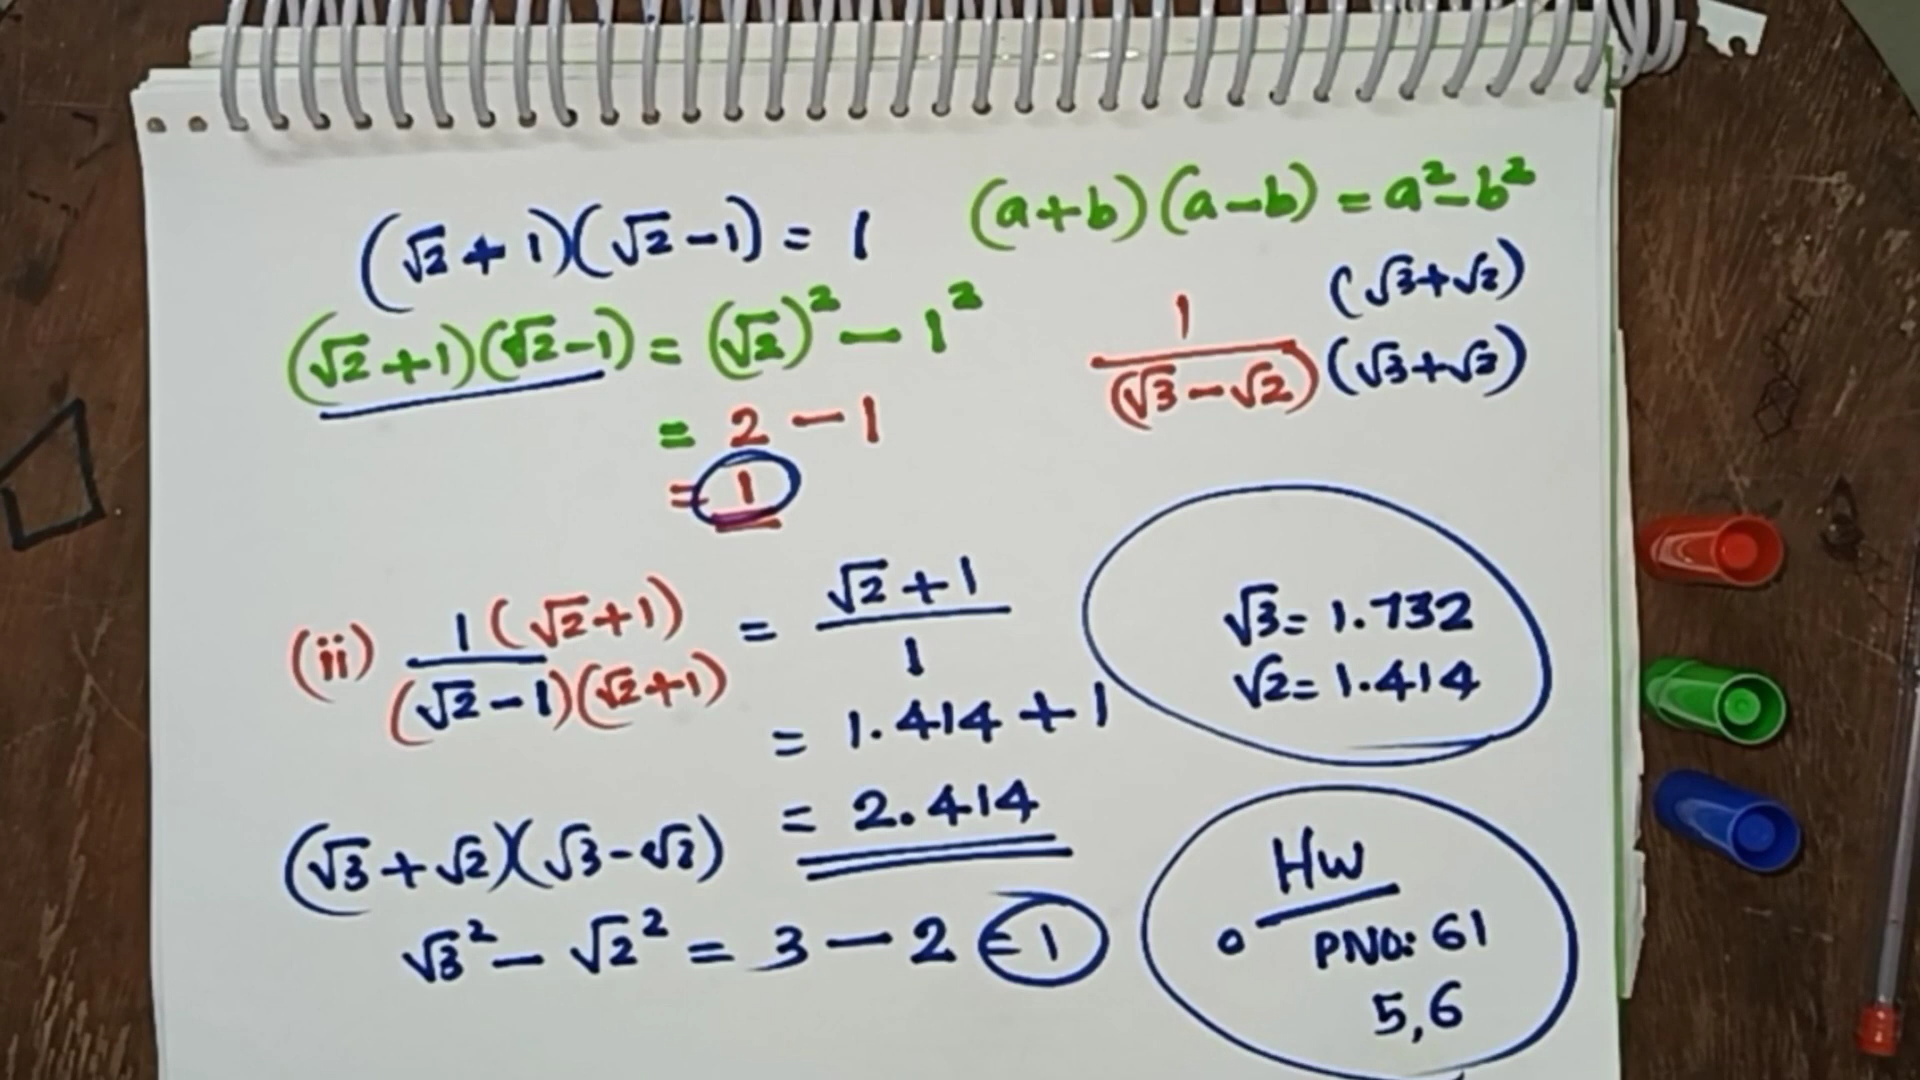 (√2 + 1)(√2 - 1) = 1
(a+b)(a-b) = a² - b²
(√2 + 1)(√2 - 1) = (√2)² - 1²
= 2 - 1
= 1
1 (√3+√2)
(√3 - √2) (√3+√2)
(ii) 1 (√2+1) = √2 + 1
(√2 - 1)(√2+1) 1
= 1.414 + 1
= 2.414
√3 = 1.732
√2 = 1.414
(√3 + √2)(√3 - √2)
√3² - √2² = 3 - 2 = 1
HW
PNO: 61
5,6